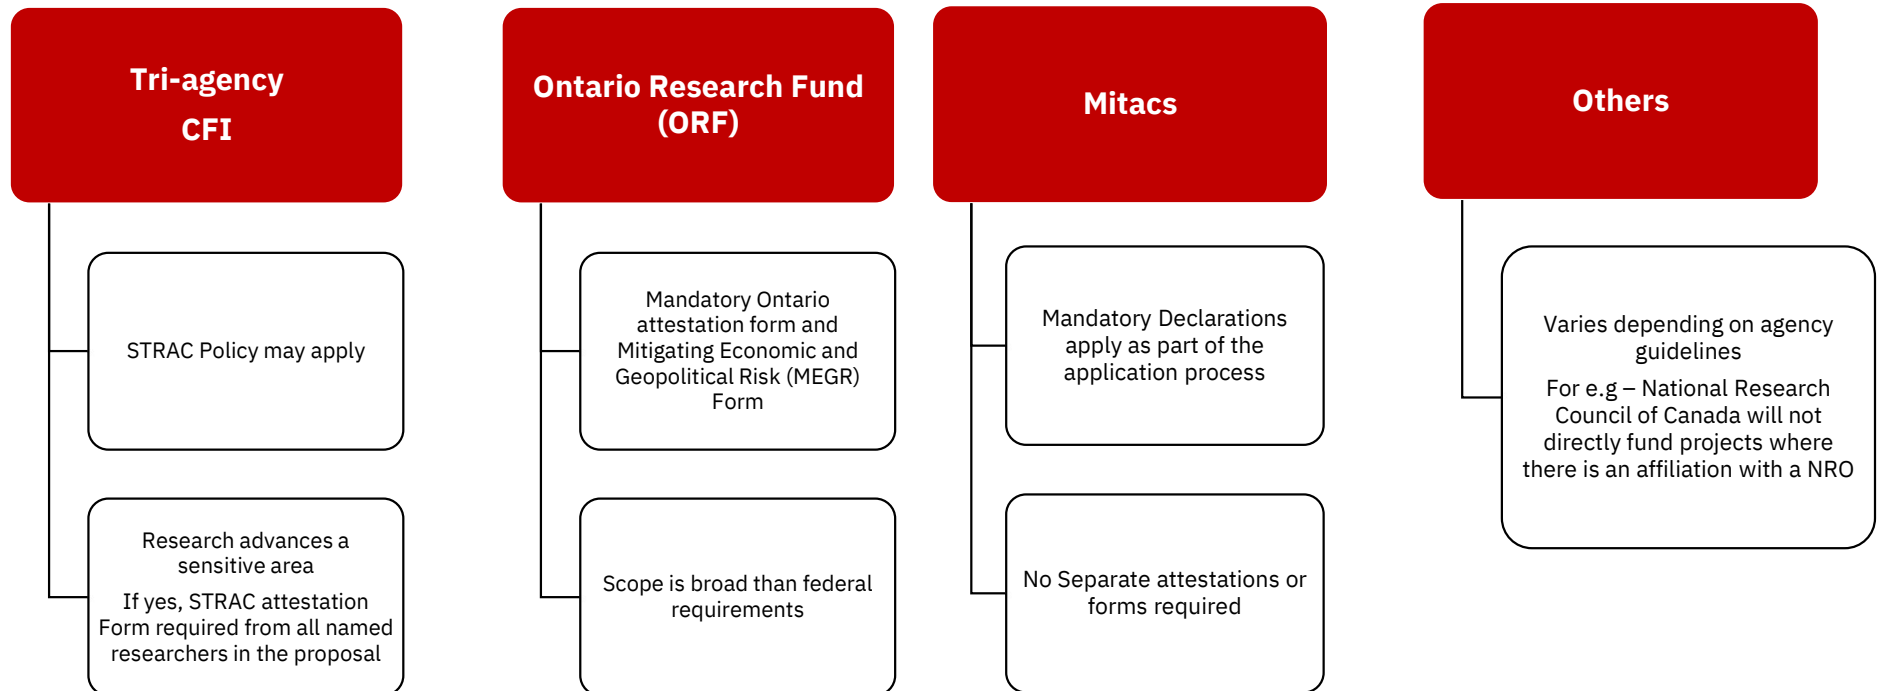 Tri-agency
CFI
STRAC Policy may apply
Research advances a
sensitive area
If yes, STRAC attestation
Form required from all named
researchers in the proposal
Ontario Research Fund
(ORF)
Mandatory Ontario
attestation form and
Mitigating Economic and
Geopolitical Risk (MEGR)
Form
Scope is broad than federal
requirements
Mitacs
Mandatory Declarations
apply as part of the
application process
No Separate attestations or
forms required
Others
Varies depending on agency
guidelines
For e.g – National Research
Council of Canada will not
directly fund projects where
there is an affiliation with a NRO